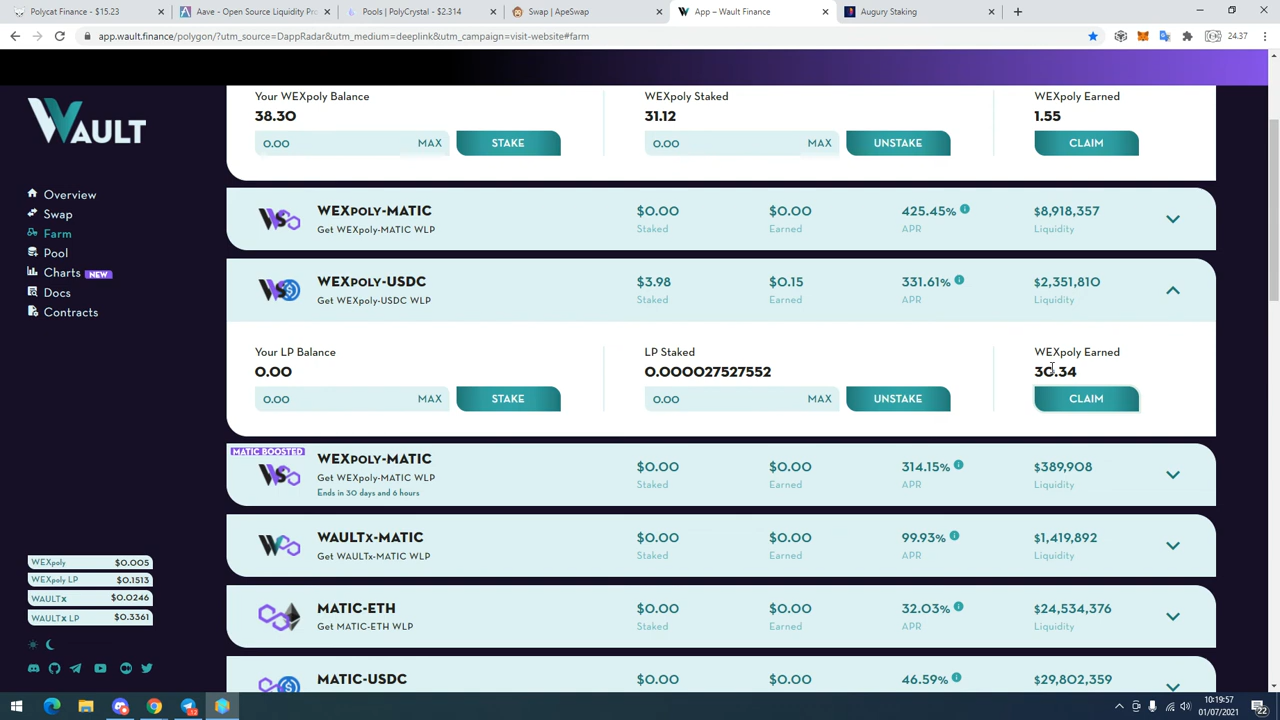 Polycat Finance - $15.23
Aave - Open Source Liquidity Pro
Pools | PolyCrystal - $2.314
Swap | ApeSwap
App – Wault Finance
Augury Staking
app.wault.finance/polygon/?utm_source=DappRadar&utm_medium=deeplink&utm_campaign=visit-website#farm
24.37
WAULT
Overview
Swap
Farm
Pool
Charts NEW
Docs
Contracts
Your WEXpoly Balance
WEXpoly Staked
WEXpoly Earned
38.30
31.12
1.55
0.00 MAX STAKE
0.00 MAX UNSTAKE
CLAIM
WEXpoly-MATIC
Get WEXpoly-MATIC WLP
$0.00
Staked
$0.00
Earned
425.45%
APR
$8,918,357
Liquidity
WEXpoly-USDC
Get WEXpoly-USDC WLP
$3.98
Staked
$0.15
Earned
331.61%
APR
$2,351,810
Liquidity
Your LP Balance
LP Staked
WEXpoly Earned
0.00
0.000027527552
30.34
0.00 MAX STAKE
0.00 MAX UNSTAKE
CLAIM
MATIC BOOSTED
WEXpoly-MATIC
Get WEXpoly-MATIC WLP
Ends in 30 days and 6 hours
$0.00
Staked
$0.00
Earned
314.15%
APR
$389,908
Liquidity
WAULTx-MATIC
Get WAULTx-MATIC WLP
$0.00
Staked
$0.00
Earned
99.93%
APR
$1,419,892
Liquidity
MATIC-ETH
Get MATIC-ETH WLP
$0.00
Staked
$0.00
Earned
32.03%
APR
$24,534,376
Liquidity
MATIC-USDC
$0.00
$0.00
46.59%
$29,802,359
WEXpoly $0.005
WEXpoly LP $0.1513
WAULTx $0.0246
WAULTx LP $0.3361
10:19:57
01/07/2021
22